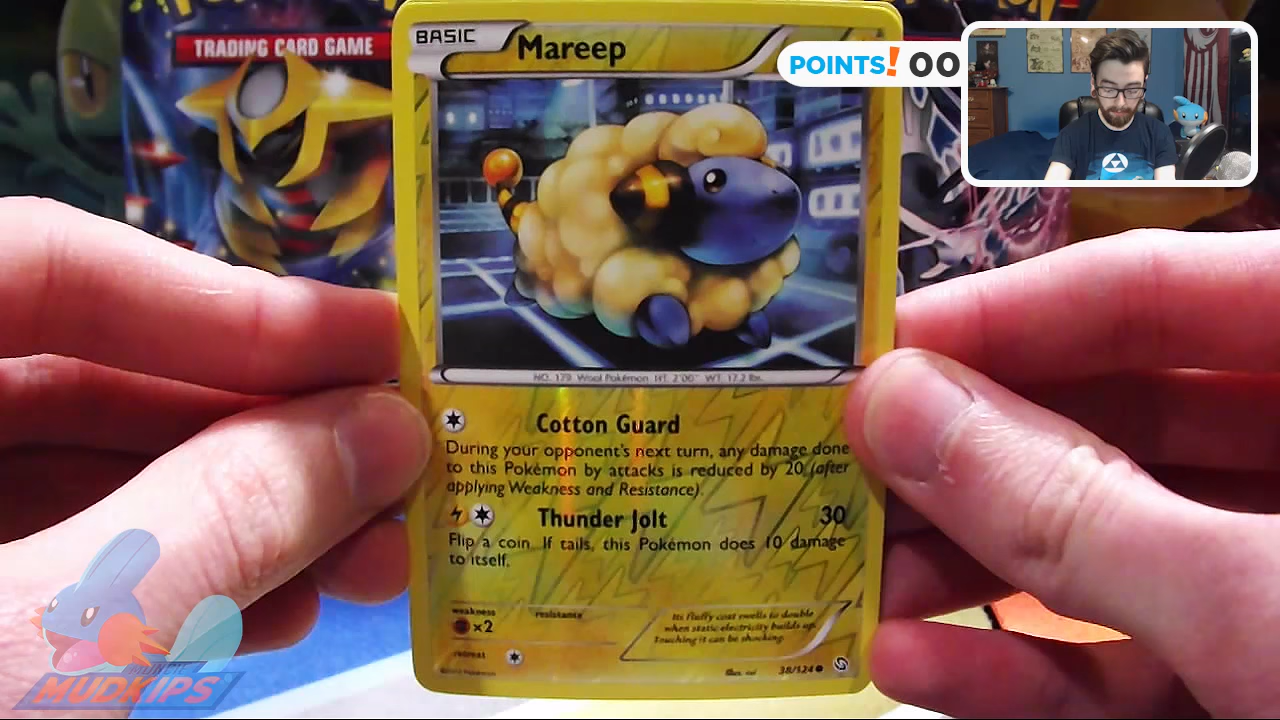 TRADING CARD GAME
BASIC
Mareep
POINTS! 00
NO. 179 Wool Pokémon HT. 2'00" WT. 17.2 lbs.
Cotton Guard
During your opponent's next turn, any damage done
to this Pokémon by attacks is reduced by 20 (after
applying Weakness and Resistance).
Thunder Jolt 30
Flip a coin. If tails, this Pokémon does 10 damage
to itself.
weakness
resistance
×2
Its fluffy coat swells to double
when static electricity builds up.
Touching it can be shocking.
retreat
Illus.
38/124
MUNCIE
MUDKIPS